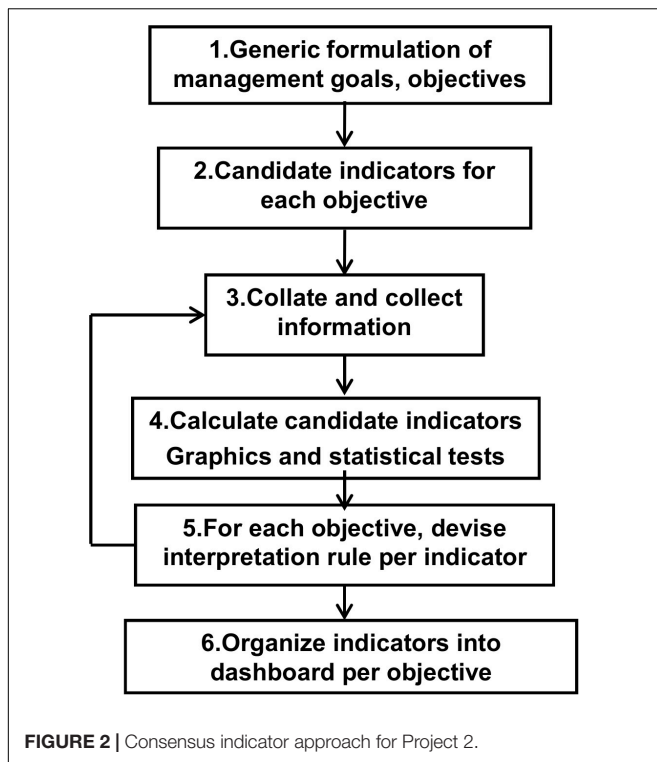 1.Generic formulation of
management goals, objectives
2.Candidate indicators for
each objective
3.Collate and collect
information
4.Calculate candidate indicators
Graphics and statistical tests
5.For each objective, devise
interpretation rule per indicator
6.Organize indicators into
dashboard per objective
FIGURE 2 | Consensus indicator approach for Project 2.